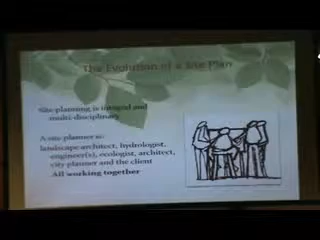 The Evolution of a Site Plan
Site planning is integral and
multi-disciplinary
A site planner is:
landscape architect, hydrologist,
engineer(s), ecologist, architect,
city planner and the client
All working together